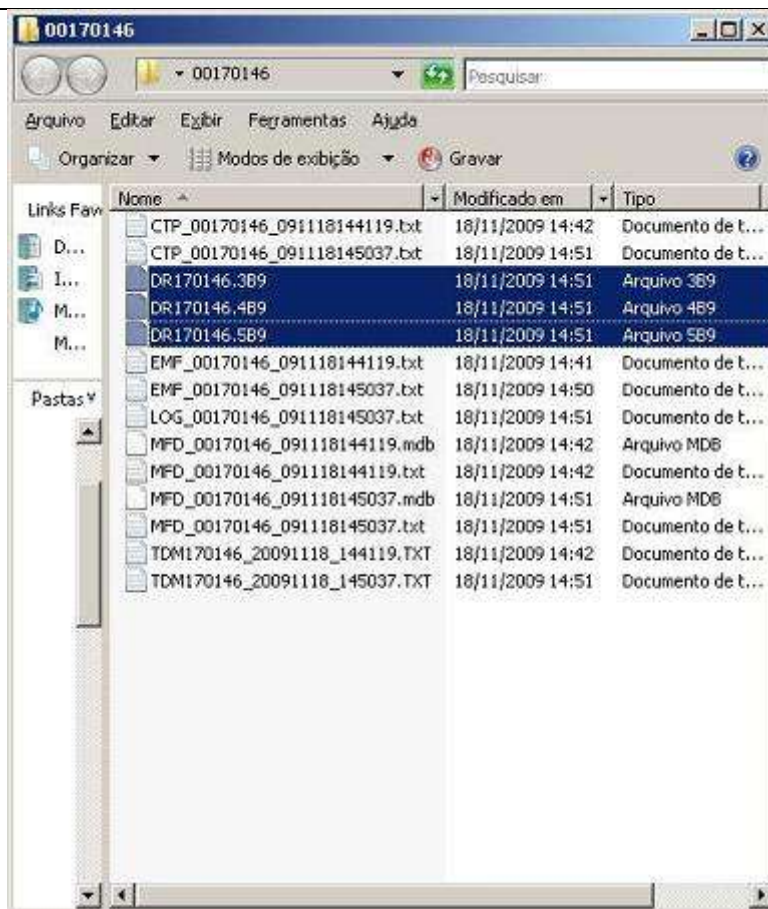 00170146
00170146 Pesquisar
Arquivo Editar Exibir Ferramentas Ajuda
Organizar Modos de exibição Gravar
Links Fav
D...
I...
M...
M...
Pastas
Nome Modificado em Tipo
CTP_00170146_091118144119.txt 18/11/2009 14:42 Documento de t...
CTP_00170146_091118145037.txt 18/11/2009 14:51 Documento de t...
DR170146.3B9 18/11/2009 14:51 Arquivo 3B9
DR170146.4B9 18/11/2009 14:51 Arquivo 4B9
DR170146.5B9 18/11/2009 14:51 Arquivo 5B9
EMF_00170146_091118144119.txt 18/11/2009 14:41 Documento de t...
EMF_00170146_091118145037.txt 18/11/2009 14:50 Documento de t...
LOG_00170146_091118145037.txt 18/11/2009 14:51 Documento de t...
MFD_00170146_091118144119.mdb 18/11/2009 14:42 Arquivo MDB
MFD_00170146_091118144119.txt 18/11/2009 14:42 Documento de t...
MFD_00170146_091118145037.mdb 18/11/2009 14:51 Arquivo MDB
MFD_00170146_091118145037.txt 18/11/2009 14:51 Documento de t...
TDM170146_20091118_144119.TXT 18/11/2009 14:42 Documento de t...
TDM170146_20091118_145037.TXT 18/11/2009 14:51 Documento de t...